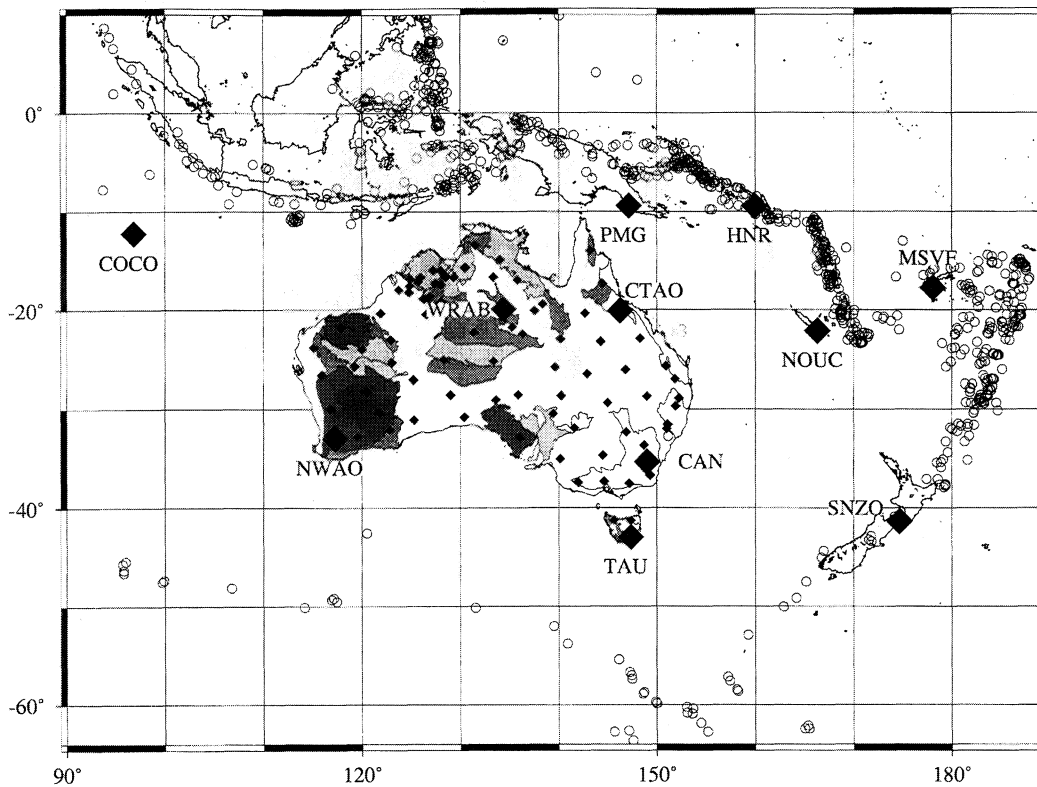 0°
PMG
HNR
COCO
MSVF
CTAO
WRAB
-20°
NOUC
NWAO
CAN
-40°
SNZO
TAU
-60°
90°
120°
150°
180°